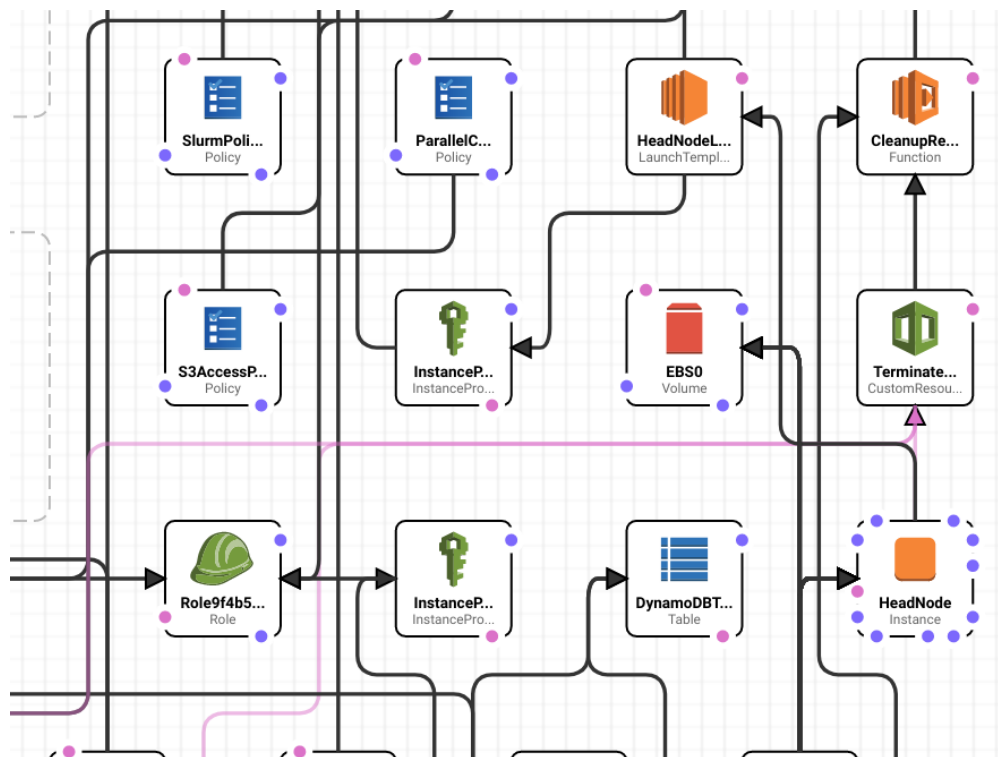 SlurmPoli...
Policy
ParallelC...
Policy
HeadNodeL...
LaunchTempl...
CleanupRe...
Function
S3AccessP...
Policy
InstanceP...
InstancePro...
EBS0
Volume
Terminate...
CustomResou...
Role9f4b5...
Role
InstanceP...
InstancePro...
DynamoDBT...
Table
HeadNode
Instance